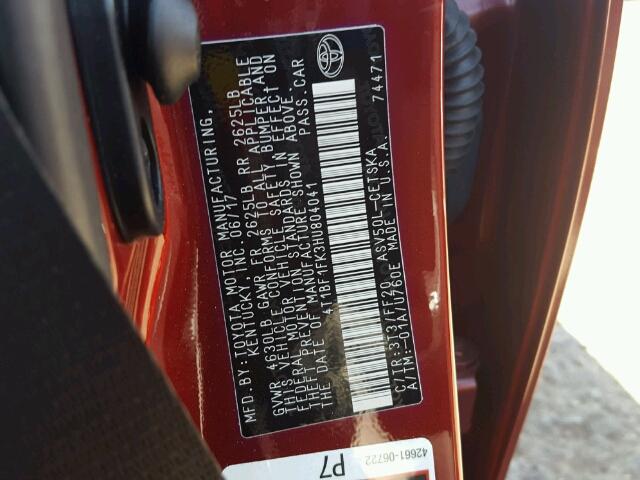 MFD. BY: TOYOTA MOTOR MANUFACTURING,
KENTUCKY, INC. 06/17
GVWR 4630LB GAWR FR 2625LB RR 2625LB
THIS VEHICLE CONFORMS TO ALL APPLICABLE
FEDERAL MOTOR VEHICLE SAFETY BUMPER, AND
THEFT PREVENTION STANDARDS IN EFFECT ON
THE DATE OF MANUFACTURE SHOWN ABOVE.
4T1BF1FK3HU804041 PASS. CAR
C/TR: 3T3/FF20 ASV50L-CETSKA
A/TM: -01A/U760E MADE IN U.S.A. 74471
42661-06722
P7